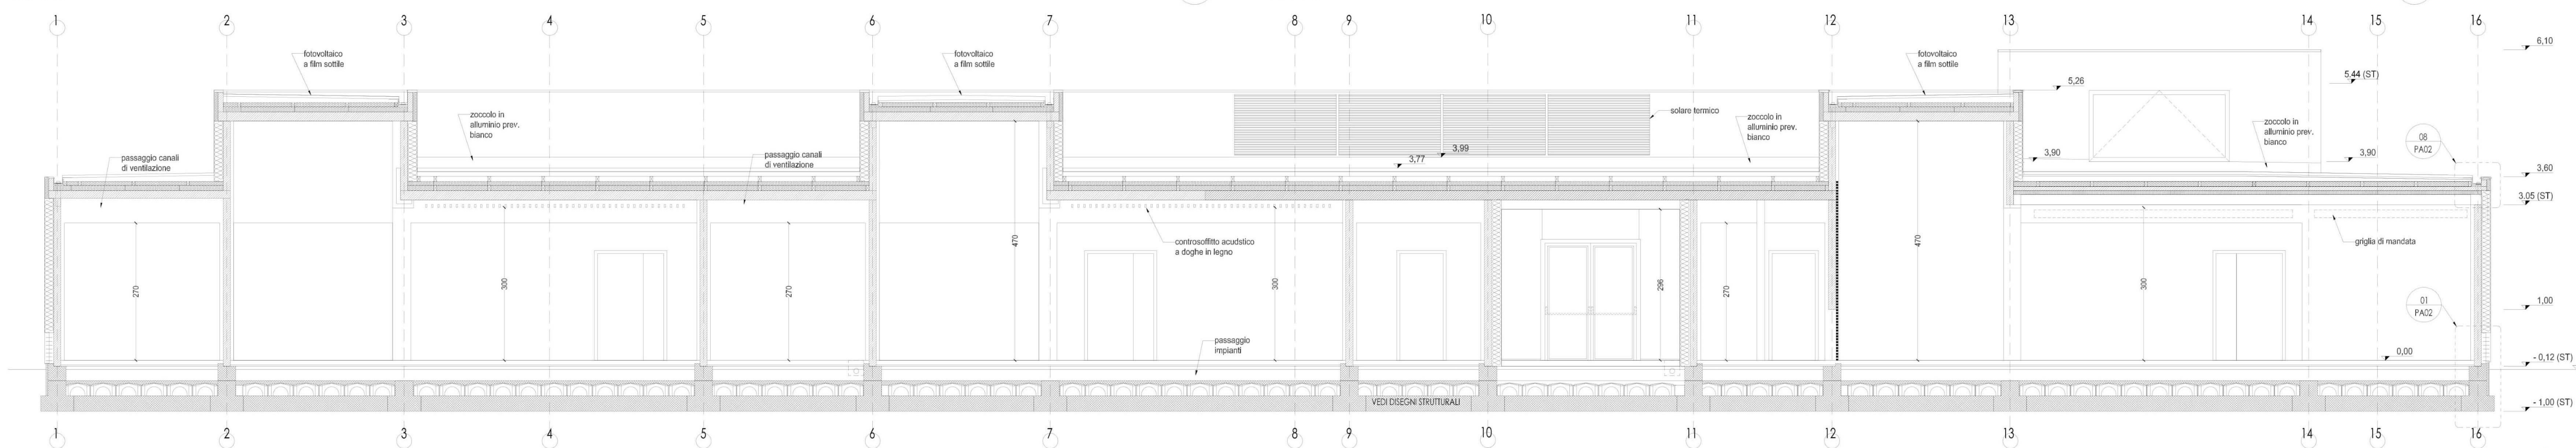 1 2 3 4 5 6 7 8 9 10 11 12 13 14 15 16
6,10
fotovoltaico
a film sottile
fotovoltaico
a film sottile
fotovoltaico
a film sottile
5.44 (ST)
5,26
zoccolo in
alluminio prev.
bianco
solare termico
zoccolo in
alluminio prev.
bianco
zoccolo in
alluminio prev.
bianco
08
PA02
passaggio canali
di ventilazione
passaggio canali
di ventilazione
3,99
3,77
3,90
3,90
3,60
3.05 (ST)
controsoffitto acudstico
a doghe in legno
griglia di mandata
470
470
270
300
270
300
296
270
300
1,00
01
PA02
passaggio
impianti
0,00
- 0,12 (ST)
VEDI DISEGNI STRUTTURALI
- 1,00 (ST)
1 2 3 4 5 6 7 8 9 10 11 12 13 14 15 16